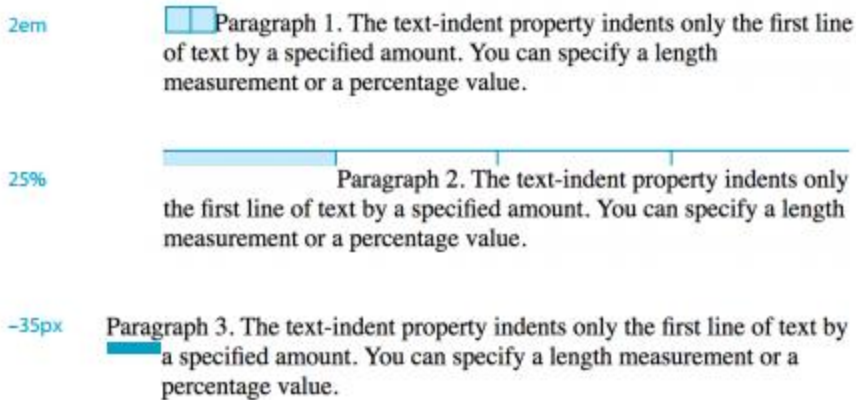 2em
Paragraph 1. The text-indent property indents only the first line
of text by a specified amount. You can specify a length
measurement or a percentage value.
25%
Paragraph 2. The text-indent property indents only
the first line of text by a specified amount. You can specify a length
measurement or a percentage value.
–35px
Paragraph 3. The text-indent property indents only the first line of text by
a specified amount. You can specify a length measurement or a
percentage value.